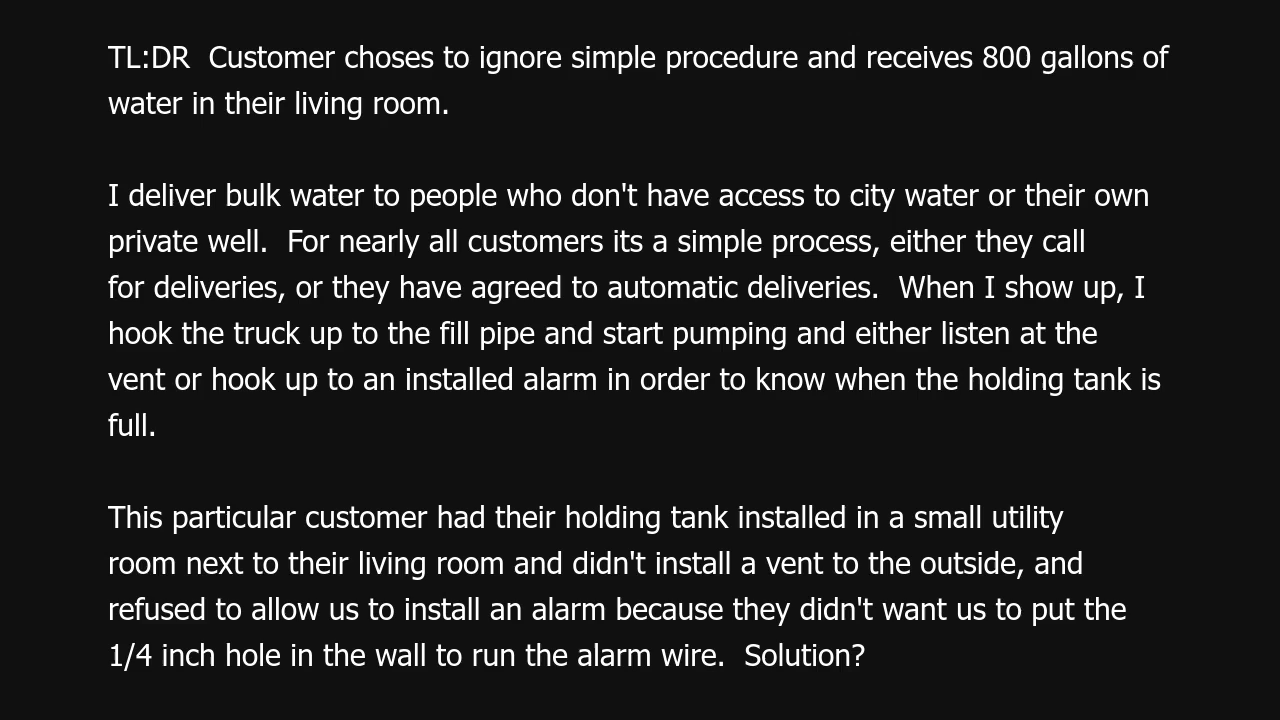 TL:DR  Customer choses to ignore simple procedure and receives 800 gallons of
water in their living room.
I deliver bulk water to people who don't have access to city water or their own
private well.  For nearly all customers its a simple process, either they call
for deliveries, or they have agreed to automatic deliveries.  When I show up, I
hook the truck up to the fill pipe and start pumping and either listen at the
vent or hook up to an installed alarm in order to know when the holding tank is
full.
This particular customer had their holding tank installed in a small utility
room next to their living room and didn't install a vent to the outside, and
refused to allow us to install an alarm because they didn't want us to put the
1/4 inch hole in the wall to run the alarm wire.  Solution?